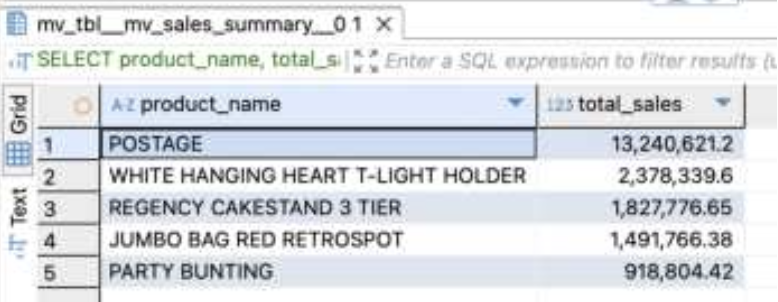 mv_tbl__mv_sales_summary__0 1 ×
SELECT product_name, total_s Enter a SQL expression to filter results (u
Grid
Text
A-Z product_name 123 total_sales
1 POSTAGE 13,240,621.2
2 WHITE HANGING HEART T-LIGHT HOLDER 2,378,339.6
3 REGENCY CAKESTAND 3 TIER 1,827,776.65
4 JUMBO BAG RED RETROSPOT 1,491,766.38
5 PARTY BUNTING 918,804.42